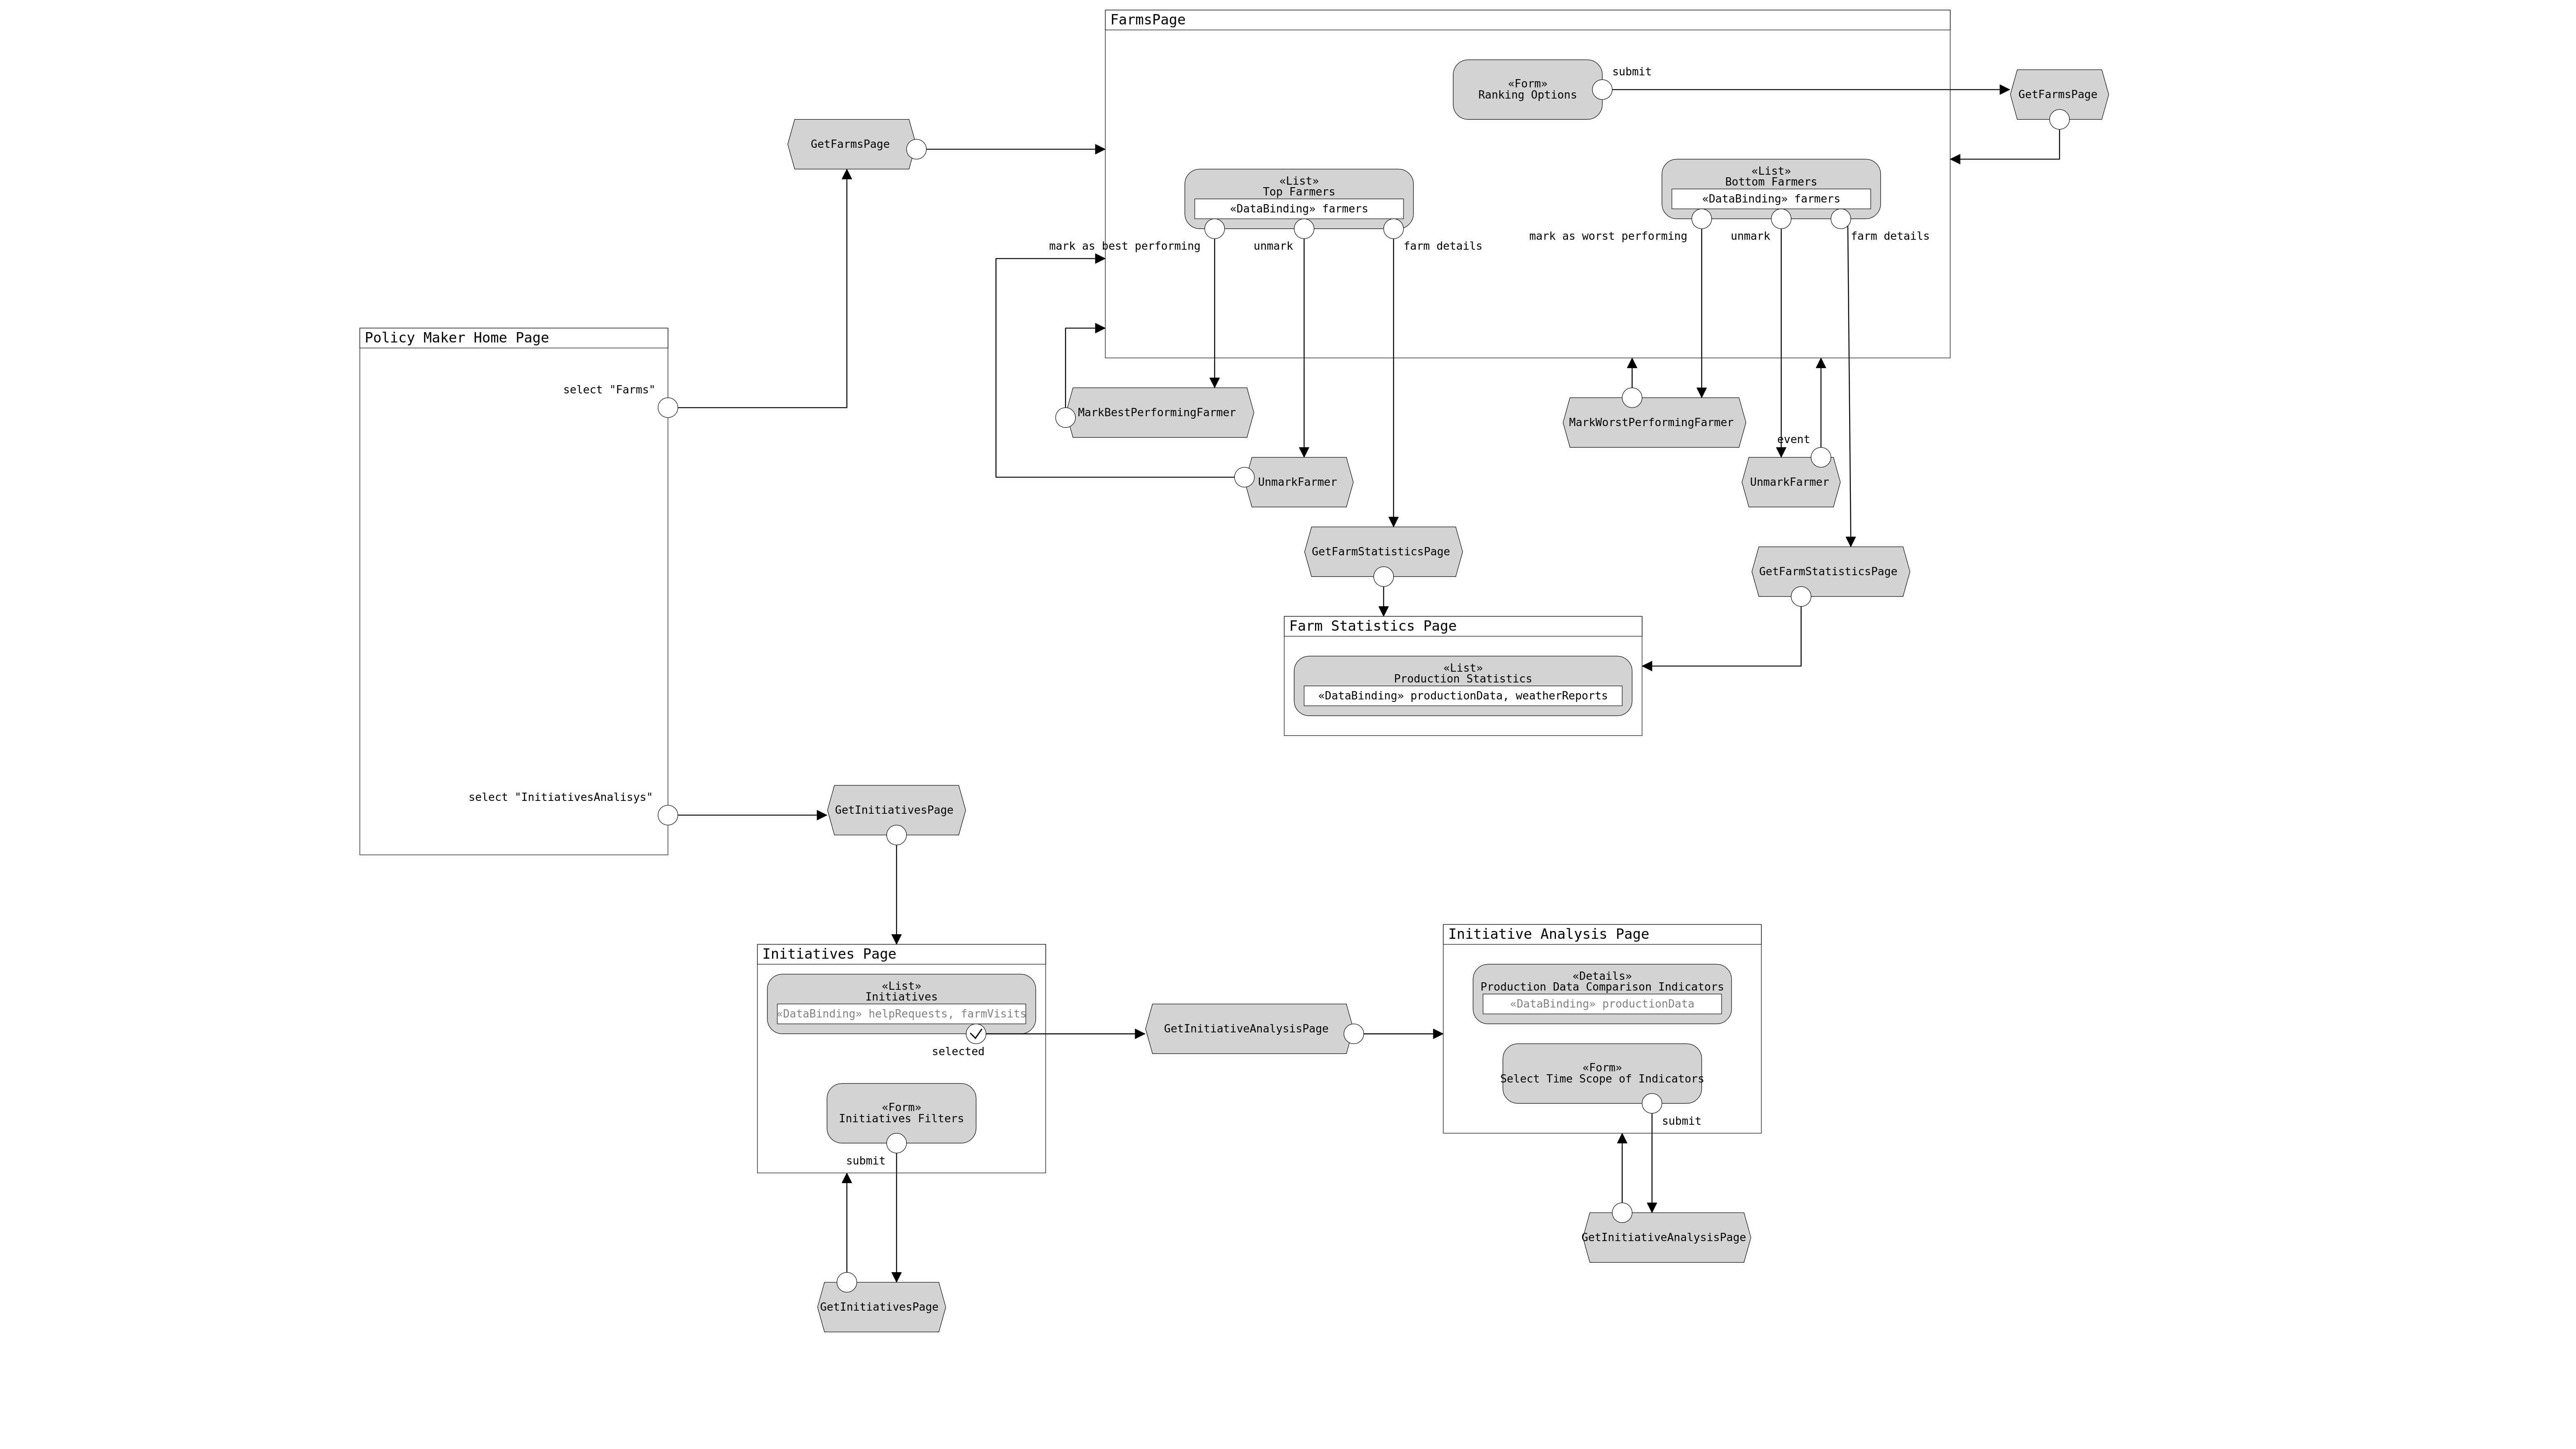 FarmsPage
«Form»
Ranking Options
submit
GetFarmsPage
GetFarmsPage
«List»
Top Farmers
«DataBinding» farmers
mark as best performing
unmark
farm details
«List»
Bottom Farmers
«DataBinding» farmers
mark as worst performing
unmark
farm details
Policy Maker Home Page
select "Farms"
MarkBestPerformingFarmer
MarkWorstPerformingFarmer
event
UnmarkFarmer
UnmarkFarmer
GetFarmStatisticsPage
GetFarmStatisticsPage
Farm Statistics Page
«List»
Production Statistics
«DataBinding» productionData, weatherReports
select "InitiativesAnalisys"
GetInitiativesPage
Initiatives Page
«List»
Initiatives
«DataBinding» helpRequests, farmVisits
selected
«Form»
Initiatives Filters
submit
GetInitiativesPage
GetInitiativeAnalysisPage
Initiative Analysis Page
«Details»
Production Data Comparison Indicators
«DataBinding» productionData
«Form»
Select Time Scope of Indicators
submit
GetInitiativeAnalysisPage